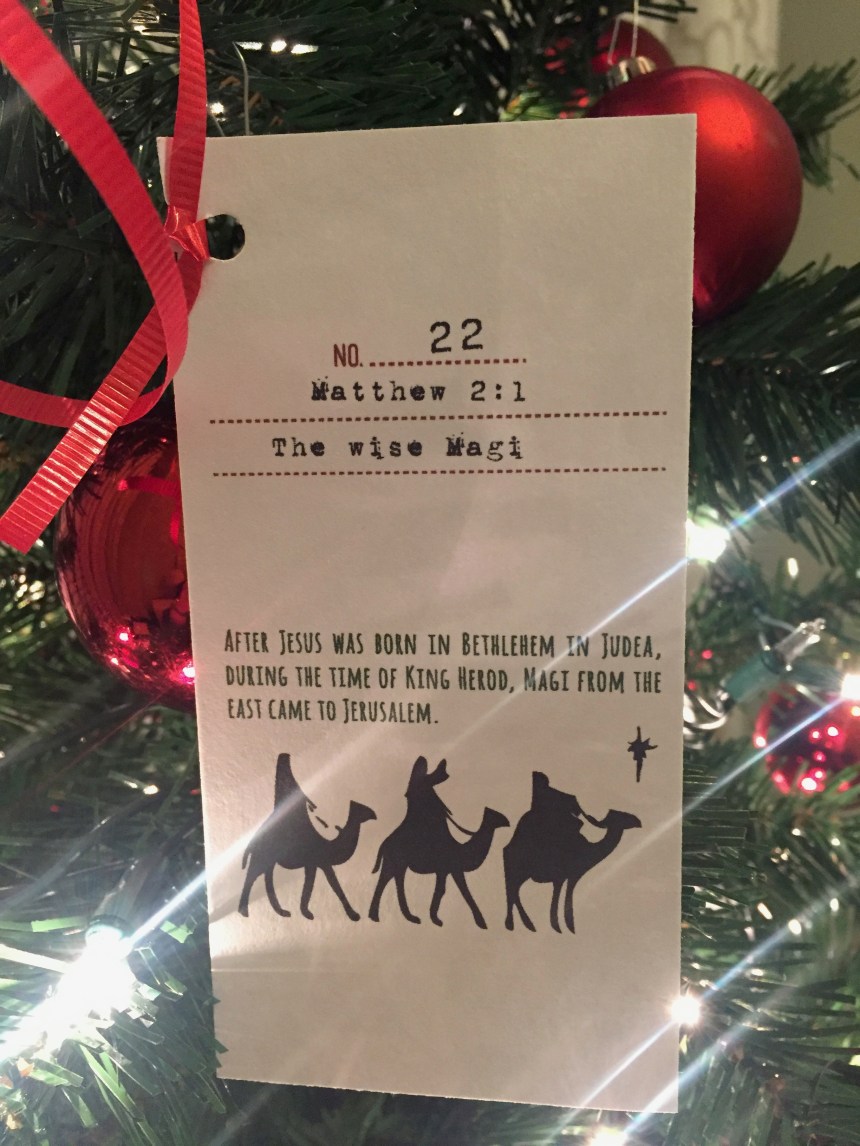 NO. 22
Matthew 2:1
The wise Magi
AFTER JESUS WAS BORN IN BETHLEHEM IN JUDEA,
DURING THE TIME OF KING HEROD, MAGI FROM THE
EAST CAME TO JERUSALEM.